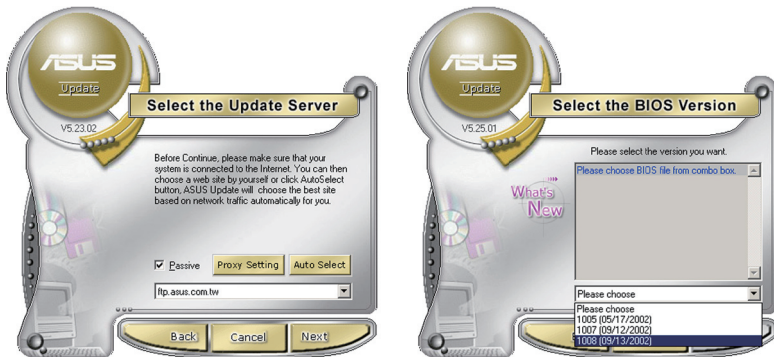 ASUS
Update
V5.23.02
Select the Update Server
Before Continue, please make sure that your
system is connected to the Internet. You can then
choose a web site by yourself or click AutoSelect
button, ASUS Update will choose the best site
based on network traffic automatically for you.
Passive
Proxy Setting
Auto Select
ftp.asus.com.tw
Back
Cancel
Next
ASUS
Update
V5.25.01
Select the BIOS Version
Please select the version you want.
What's
New
Please choose BIOS file from combo box.
Please choose
Please choose
1005 (05/17/2002)
1007 (09/12/2002)
1008 (09/13/2002)